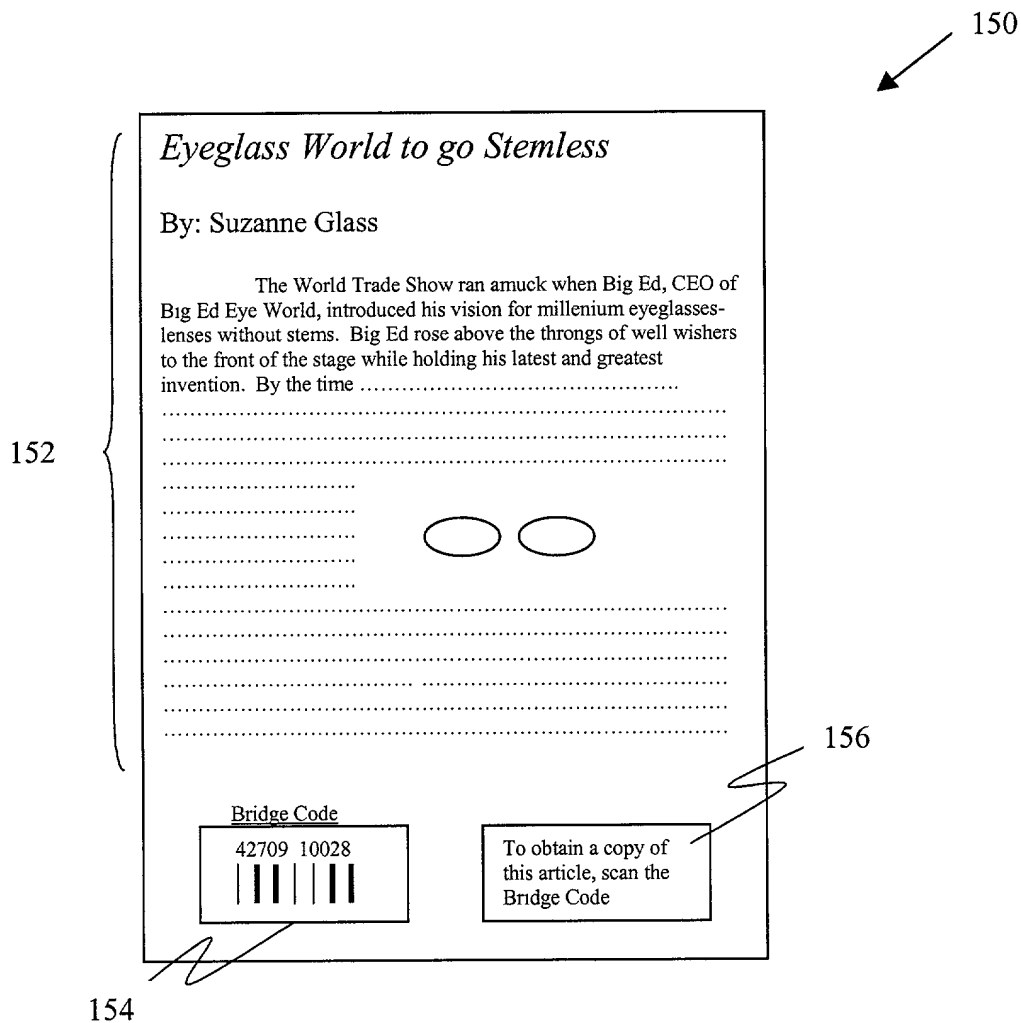 150
Eyeglass World to go Stemless
By: Suzanne Glass
The World Trade Show ran amuck when Big Ed, CEO of
Big Ed Eye World, introduced his vision for millenium eyeglasses-
lenses without stems. Big Ed rose above the throngs of well wishers
to the front of the stage while holding his latest and greatest
invention. By the time ..............................................
152
156
Bridge Code
42709 10028
To obtain a copy of
this article, scan the
Bridge Code
154